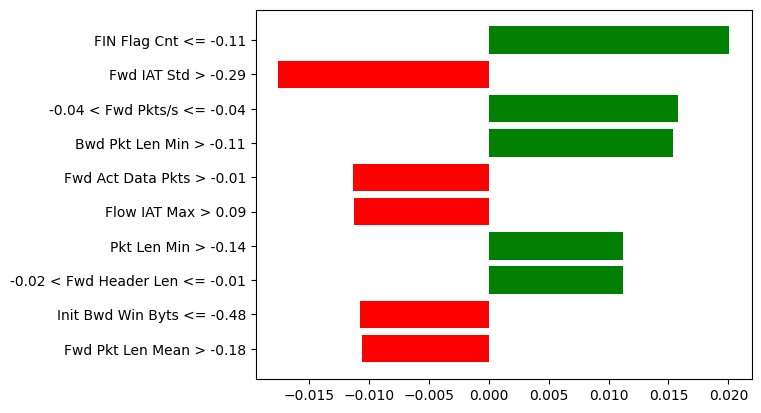 FIN Flag Cnt <= -0.11
Fwd IAT Std > -0.29
-0.04 < Fwd Pkts/s <= -0.04
Bwd Pkt Len Min > -0.11
Fwd Act Data Pkts > -0.01
Flow IAT Max > 0.09
Pkt Len Min > -0.14
-0.02 < Fwd Header Len <= -0.01
Init Bwd Win Byts <= -0.48
Fwd Pkt Len Mean > -0.18
−0.015 −0.010 −0.005 0.000 0.005 0.010 0.015 0.020